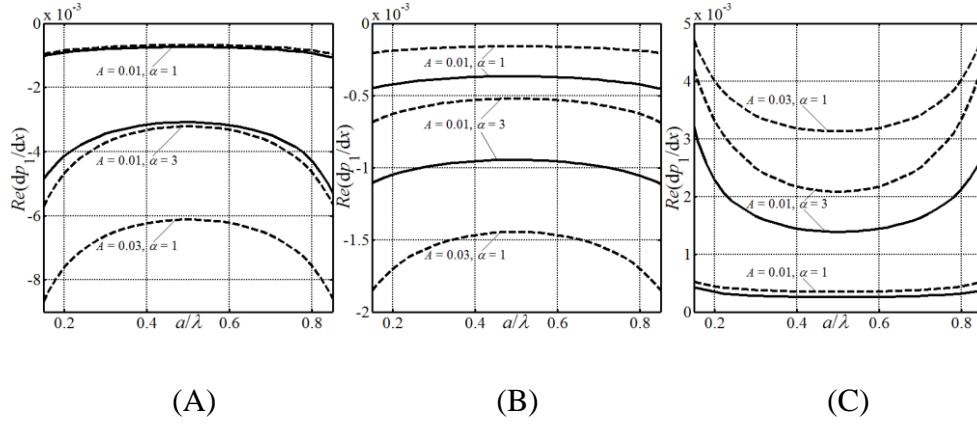 x 10⁻³
0
-2
-4
-6
-8
Re(dp₁/dx)
0.2 0.4 a/λ 0.6 0.8
A = 0.01, α = 1
A = 0.01, α = 3
A = 0.03, α = 1
(A)
x 10⁻³
0
-0.5
-1
-1.5
-2
Re(dp₁/dx)
0.2 0.4 a/λ 0.6 0.8
A = 0.01, α = 1
A = 0.01, α = 3
A = 0.03, α = 1
(B)
x 10⁻³
5
4
3
2
1
0
Re(dp₁/dx)
0.2 0.4 a/λ 0.6 0.8
A = 0.03, α = 1
A = 0.01, α = 3
A = 0.01, α = 1
(C)